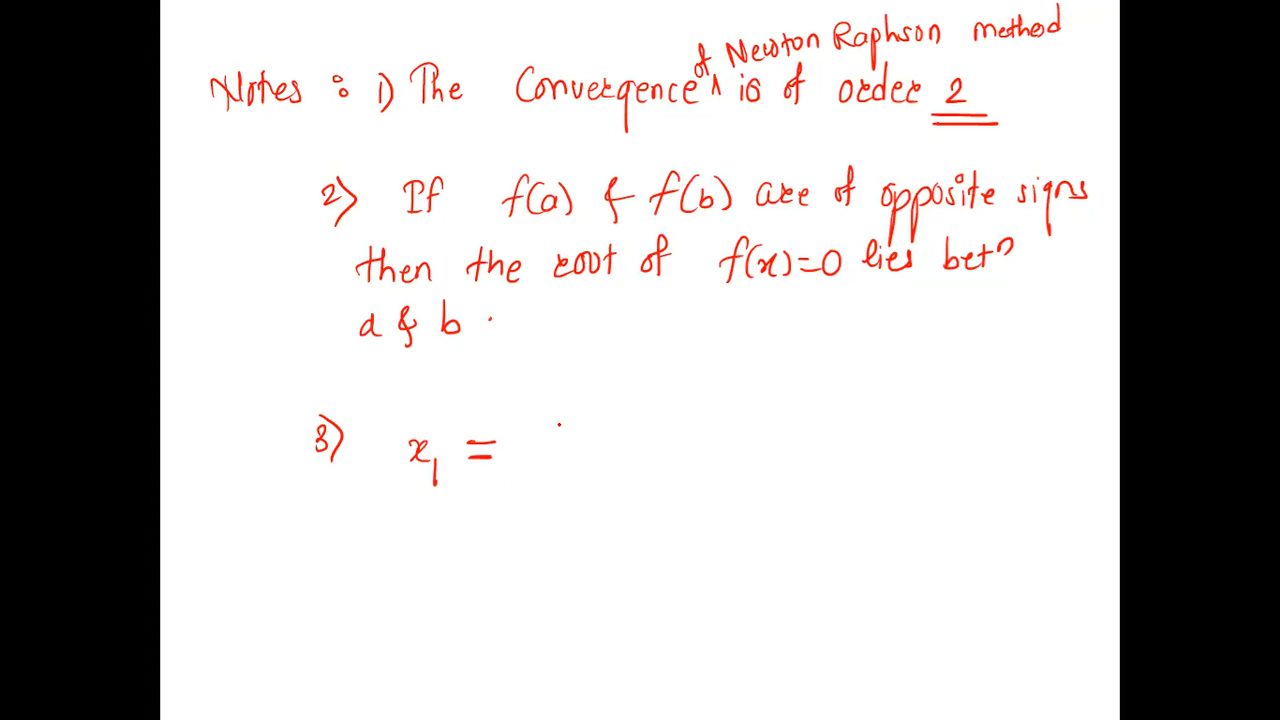 Notes : 1) The Convergence of Newton Raphson method is of order 2
2) If f(a) & f(b) are of opposite signs
then the root of f(x)=0 lies betn
a & b .
3) x₁ =